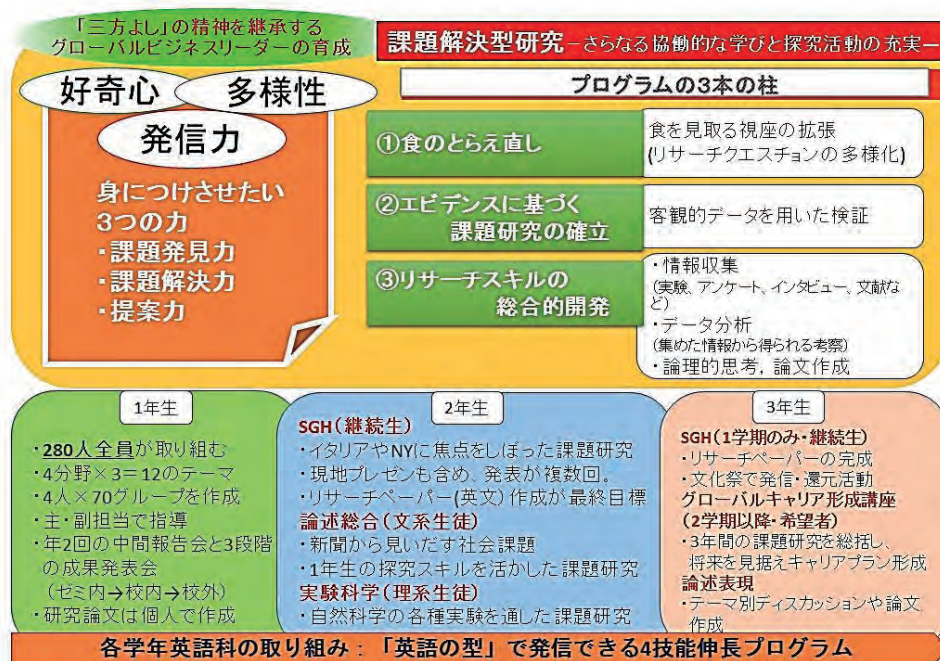 「三方よし」の精神を継承する
グローバルビジネスリーダーの育成
課題解決型研究－さらなる協働的な学びと探究活動の充実－
好奇心
多様性
発信力
身につけさせたい
3つの力
・課題発見力
・課題解決力
・提案力
プログラムの3本の柱
①食のとらえ直し
食を見取る視座の拡張
(リサーチクエスチョンの多様化)
②エビデンスに基づく
課題研究の確立
客観的データを用いた検証
③リサーチスキルの
総合的開発
・情報収集
(実験、アンケート、インタビュー、文献な
ど)
・データ分析
(集めた情報から得られる考察)
・論理的思考，論文作成
1年生
・280人全員が取り組む
・4分野×3＝12のテーマ
・4人×70グループを作成
・主・副担当で指導
・年2回の中間報告会と3段階
の成果発表会
（ゼミ内→校内→校外）
・研究論文は個人で作成
2年生
SGH(継続生)
・イタリアやNYに焦点をしぼった課題研究
・現地プレゼンも含め、発表が複数回。
・リサーチペーパー(英文)作成が最終目標
論述総合(文系生徒)
・新聞から見いだす社会課題
・1年生の探究スキルを活かした課題研究
実験科学(理系生徒)
・自然科学の各種実験を通した課題研究
3年生
SGH(1学期のみ・継続生)
・リサーチペーパーの完成
・文化祭で発信・還元活動
グローバルキャリア形成講座
(2学期以降・希望者)
・3年間の課題研究を総括し、
将来を見据えキャリアプラン形成
論述表現
・テーマ別ディスカッションや論文
作成
各学年英語科の取り組み：「英語の型」で発信できる4技能伸長プログラム